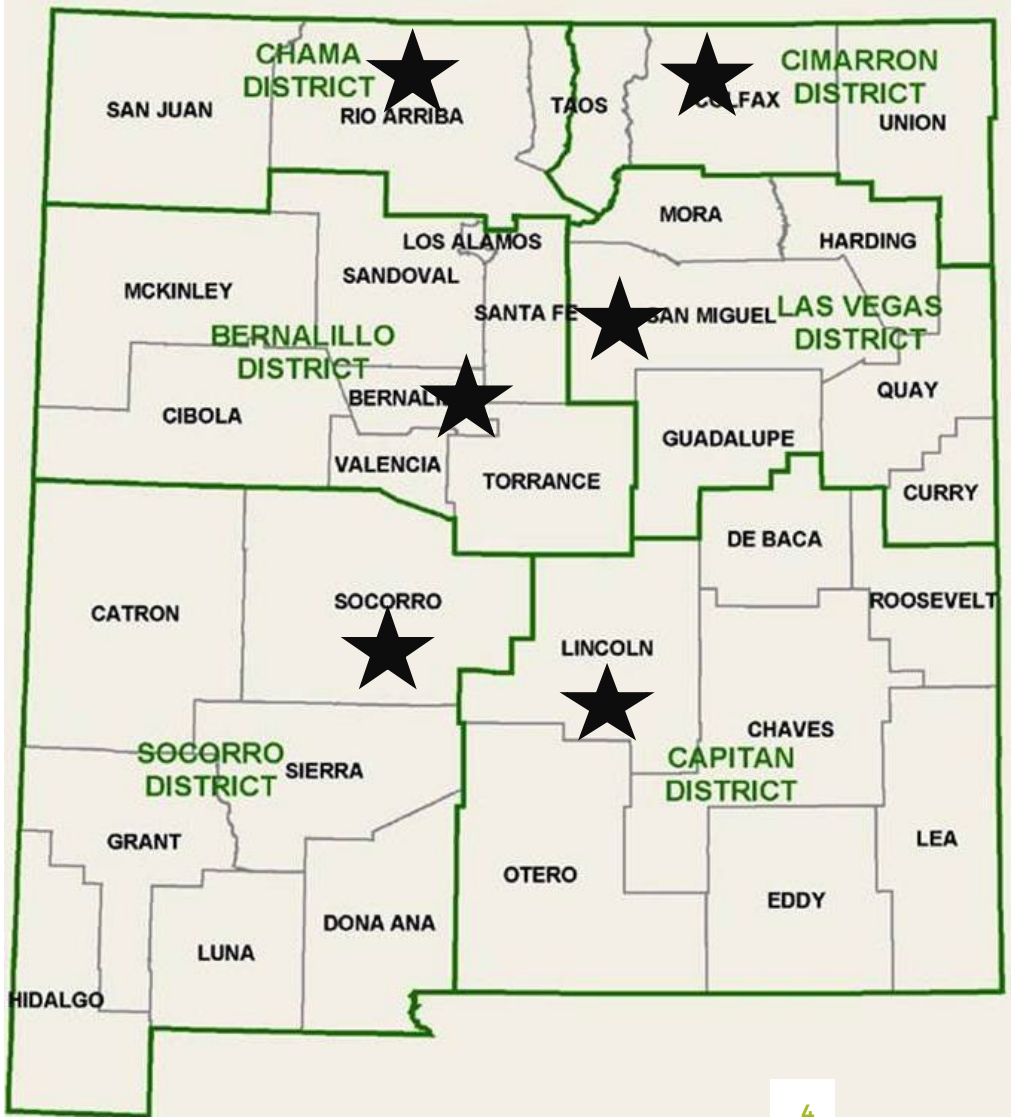 CHAMA
DISTRICT
CIMARRON
DISTRICT
SAN JUAN
RIO ARRIBA
TAOS
COLFAX
UNION
MORA
HARDING
LOS ALAMOS
SANDOVAL
MCKINLEY
SANTA FE
SAN MIGUEL
LAS VEGAS
DISTRICT
BERNALILLO
DISTRICT
QUAY
BERNALI
CIBOLA
GUADALUPE
VALENCIA
TORRANCE
CURRY
DE BACA
CATRON
SOCORRO
ROOSEVELT
LINCOLN
CHAVES
SOCORRO
DISTRICT
SIERRA
CAPITAN
DISTRICT
GRANT
LEA
OTERO
EDDY
DONA ANA
LUNA
HIDALGO
4